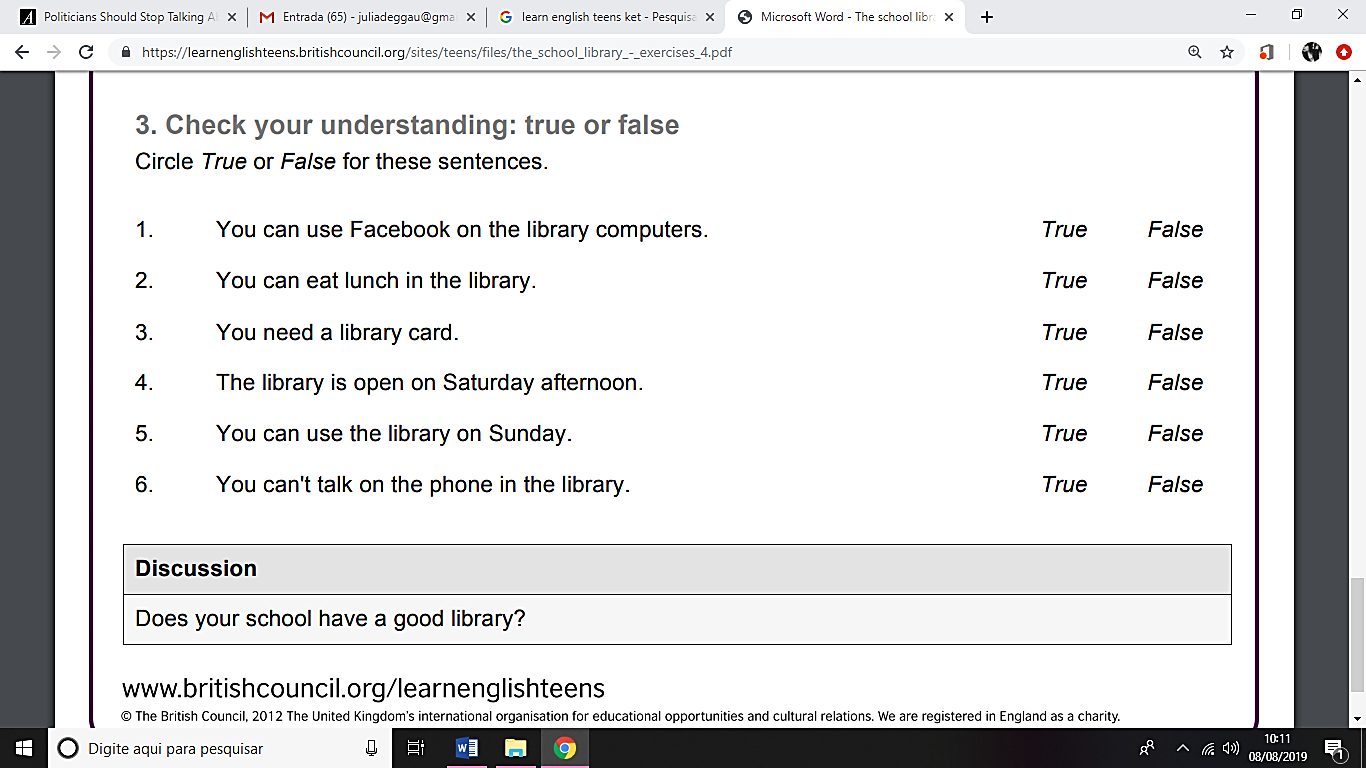 Politicians Should Stop Talking A
Entrada (65) - juliadeggau@gma
learn english teens ket - Pesquisa
Microsoft Word - The school libr
https://learnenglishteens.britishcouncil.org/sites/teens/files/the_school_library_-_exercises_4.pdf
3. Check your understanding: true or false
Circle True or False for these sentences.
1. You can use Facebook on the library computers. True False
2. You can eat lunch in the library. True False
3. You need a library card. True False
4. The library is open on Saturday afternoon. True False
5. You can use the library on Sunday. True False
6. You can't talk on the phone in the library. True False
Discussion
Does your school have a good library?
www.britishcouncil.org/learnenglishteens
© The British Council, 2012 The United Kingdom's international organisation for educational opportunities and cultural relations. We are registered in England as a charity.
Digite aqui para pesquisar
10:11
08/08/2019
1